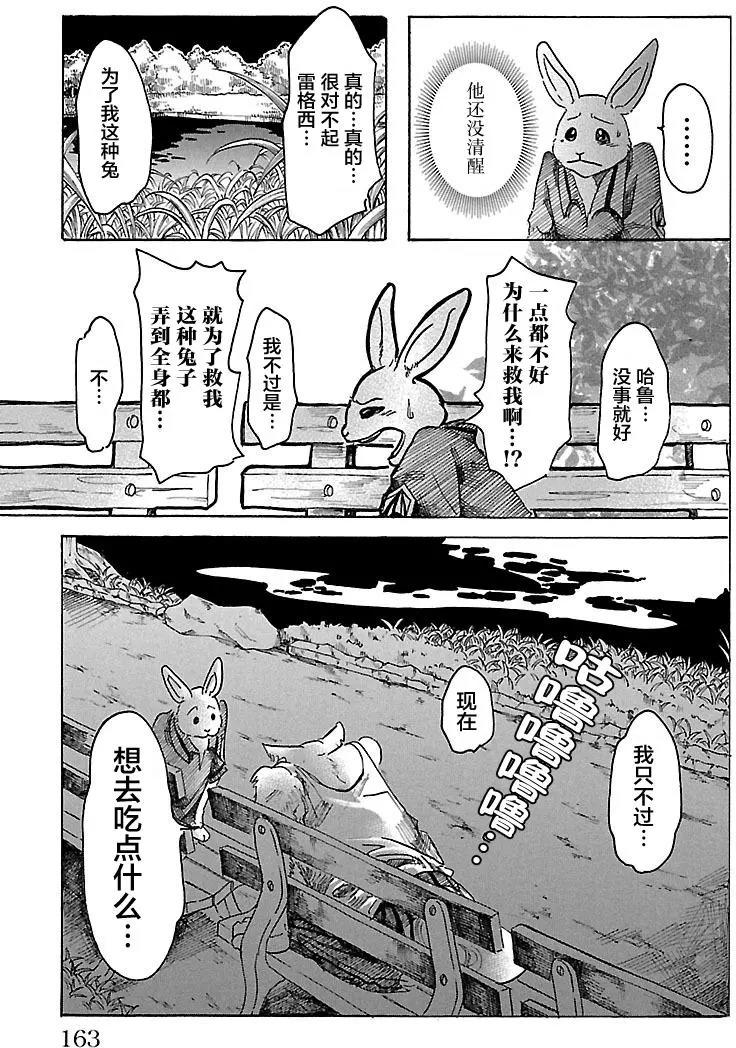 ……
他还没清醒
真的…真的…
很对不起
雷格西…
为了我这种兔
哈鲁…
没事就好
一点都不好
为什么来救我啊…!?
我不过是…
就为了救我
这种兔子
弄到全身都…
不…
我只不过…
咕噜噜噜噜…
现在
想去吃点什么…
163